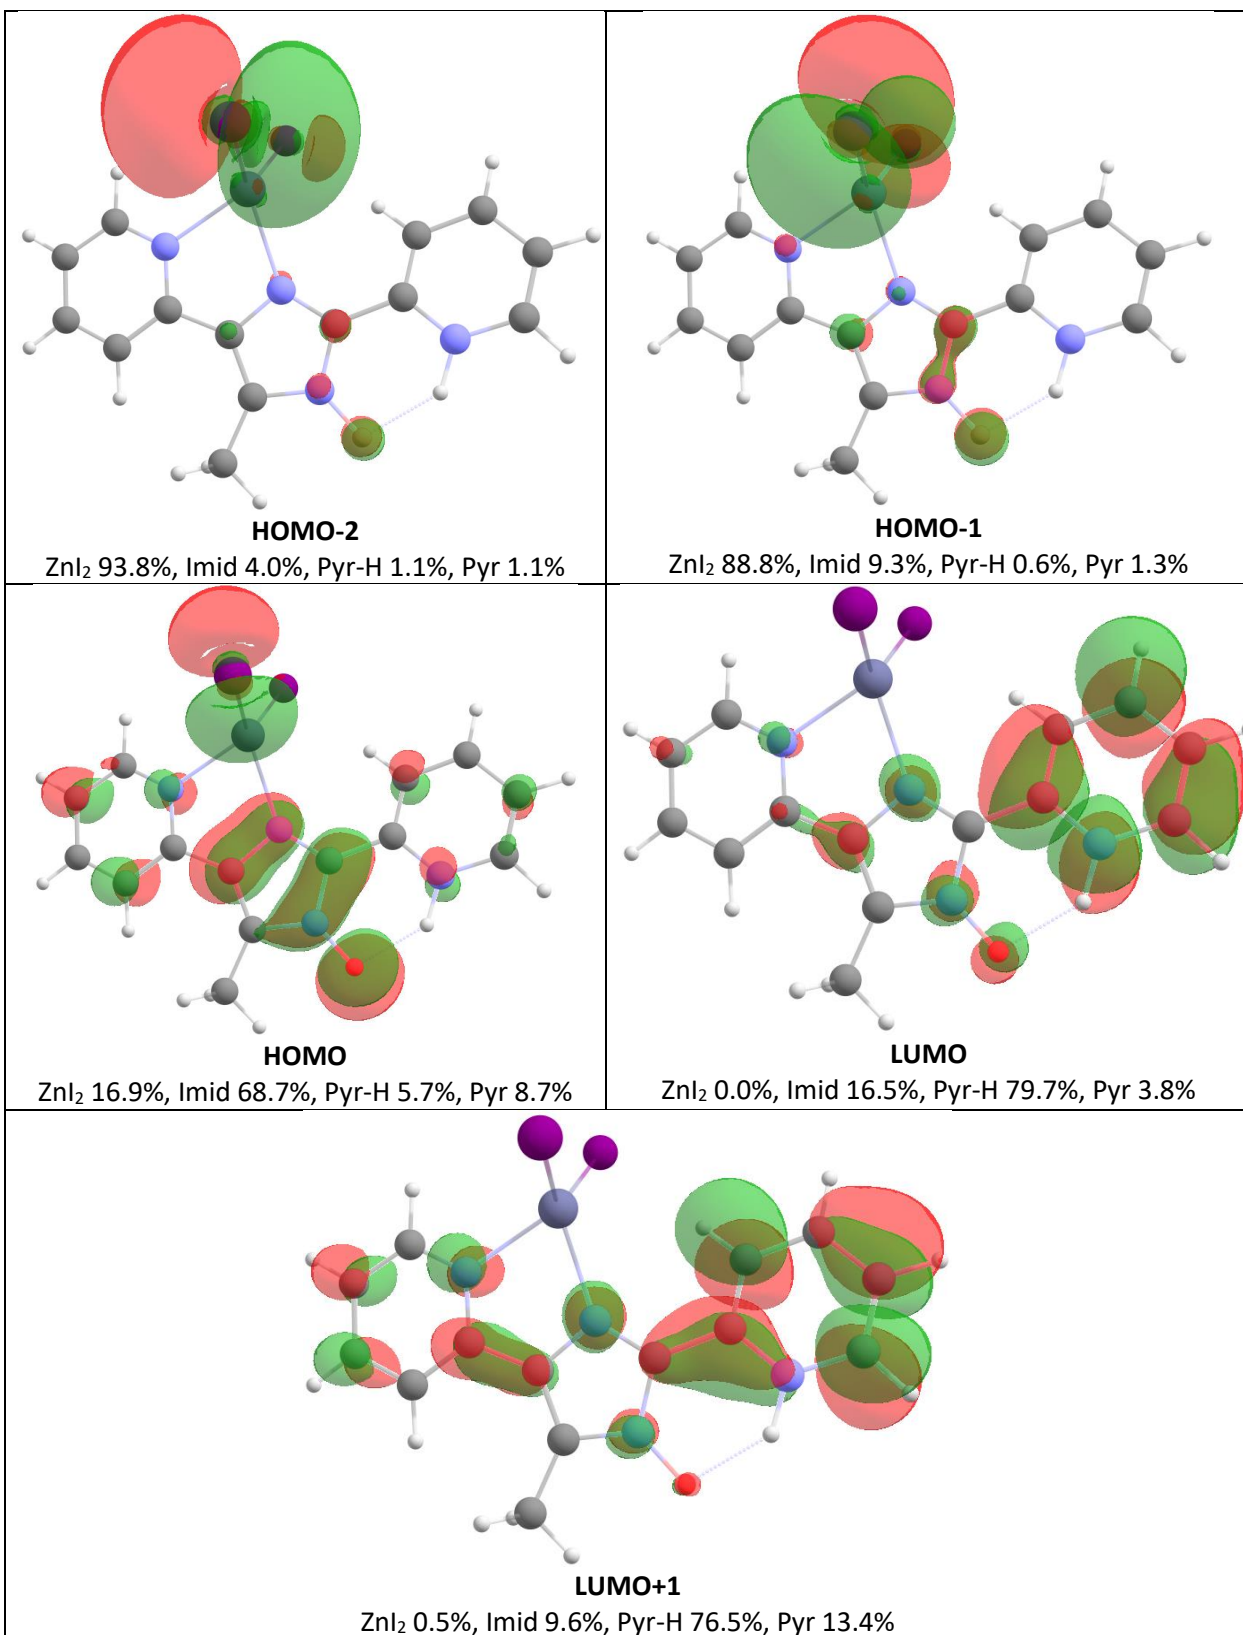 HOMO-2
ZnI₂ 93.8%, Imid 4.0%, Pyr-H 1.1%, Pyr 1.1%
HOMO-1
ZnI₂ 88.8%, Imid 9.3%, Pyr-H 0.6%, Pyr 1.3%
HOMO
ZnI₂ 16.9%, Imid 68.7%, Pyr-H 5.7%, Pyr 8.7%
LUMO
ZnI₂ 0.0%, Imid 16.5%, Pyr-H 79.7%, Pyr 3.8%
LUMO+1
ZnI₂ 0.5%, Imid 9.6%, Pyr-H 76.5%, Pyr 13.4%